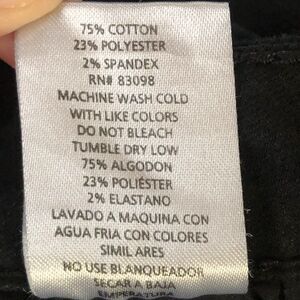 75% COTTON
23% POLYESTER
2% SPANDEX
RN# 83098
MACHINE WASH COLD
WITH LIKE COLORS
DO NOT BLEACH
TUMBLE DRY LOW
75% ALGODON
23% POLIÉSTER
2% ELASTANO
LAVADO A MAQUINA CON
AGUA FRIA CON COLORES
SIMILARES
NO USE BLANQUEADOR
SECAR A BAJA
TEMPERATURA